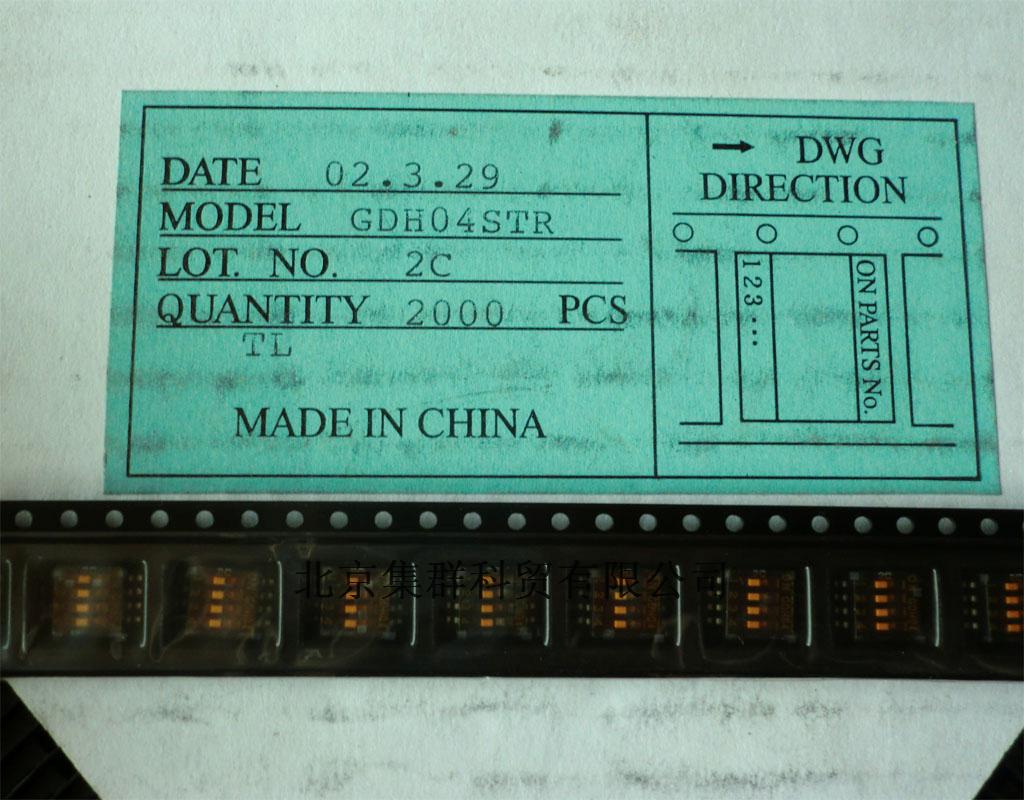 DATE 02.3.29
MODEL GDH04STR
LOT. NO. 2C
QUANTITY 2000 PCS
TL
MADE IN CHINA
→ DWG
DIRECTION
123...
ON PARTS No.
北京集群科贸有限公司